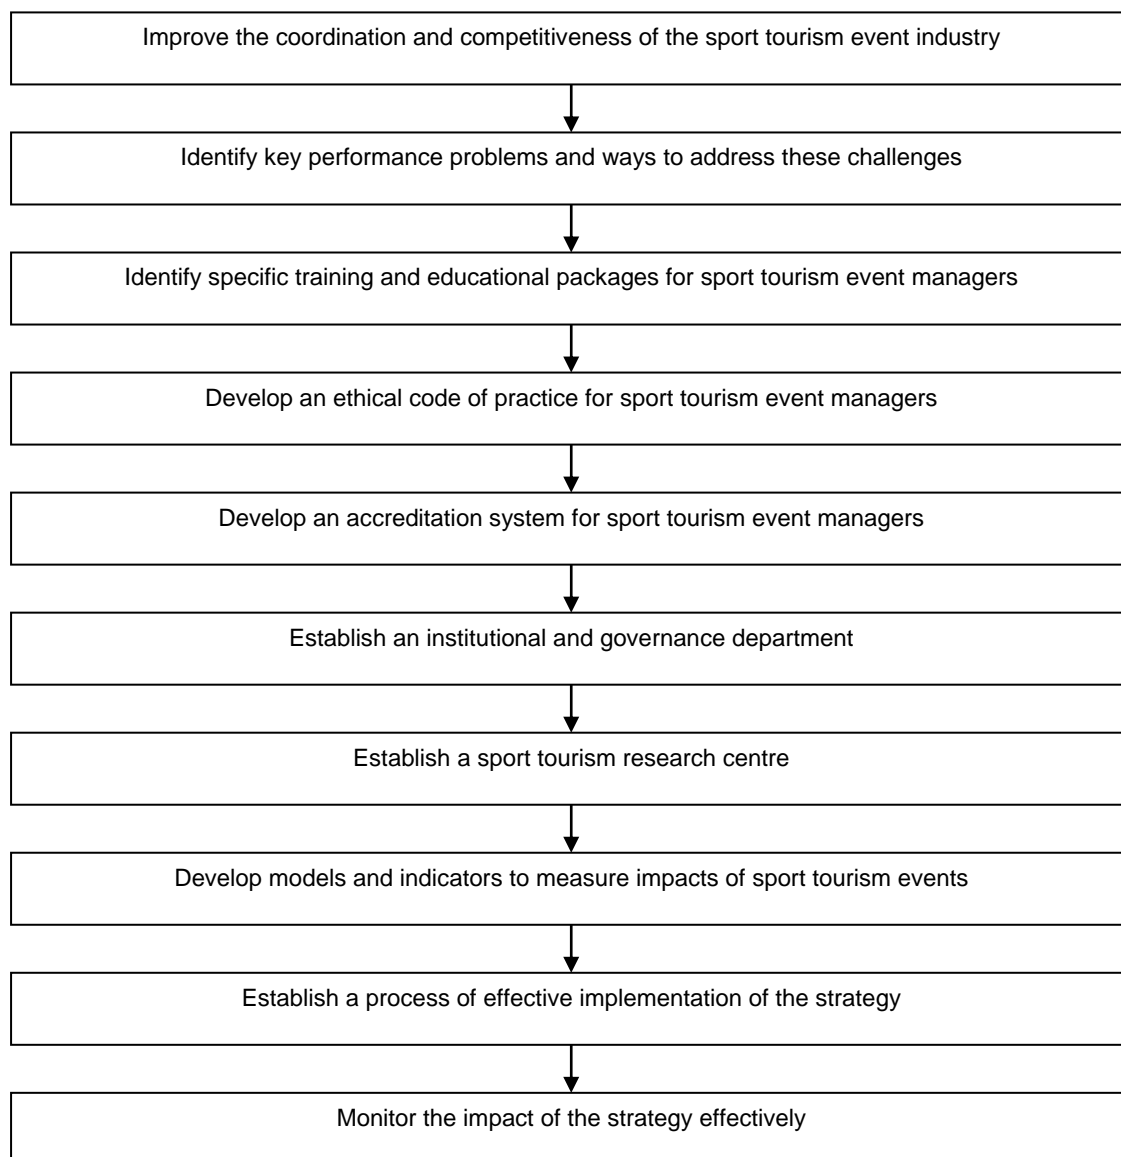 Improve the coordination and competitiveness of the sport tourism event industry
Identify key performance problems and ways to address these challenges
Identify specific training and educational packages for sport tourism event managers
Develop an ethical code of practice for sport tourism event managers
Develop an accreditation system for sport tourism event managers
Establish an institutional and governance department
Establish a sport tourism research centre
Develop models and indicators to measure impacts of sport tourism events
Establish a process of effective implementation of the strategy
Monitor the impact of the strategy effectively